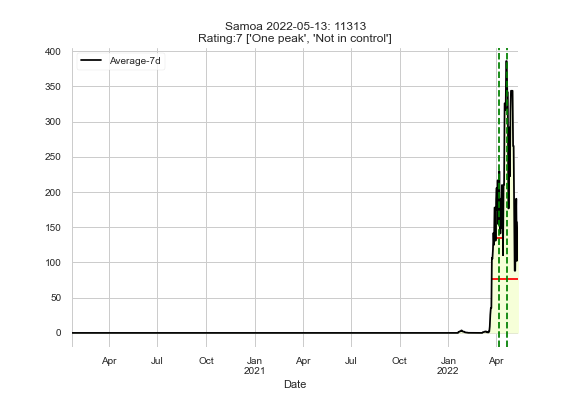 Samoa 2022-05-13: 11313
Rating:7 ['One peak', 'Not in control']
400
350
300
250
200
150
100
50
0
Average-7d
Apr
Jul
Oct
Jan
2021
Apr
Jul
Oct
Jan
2022
Apr
Date